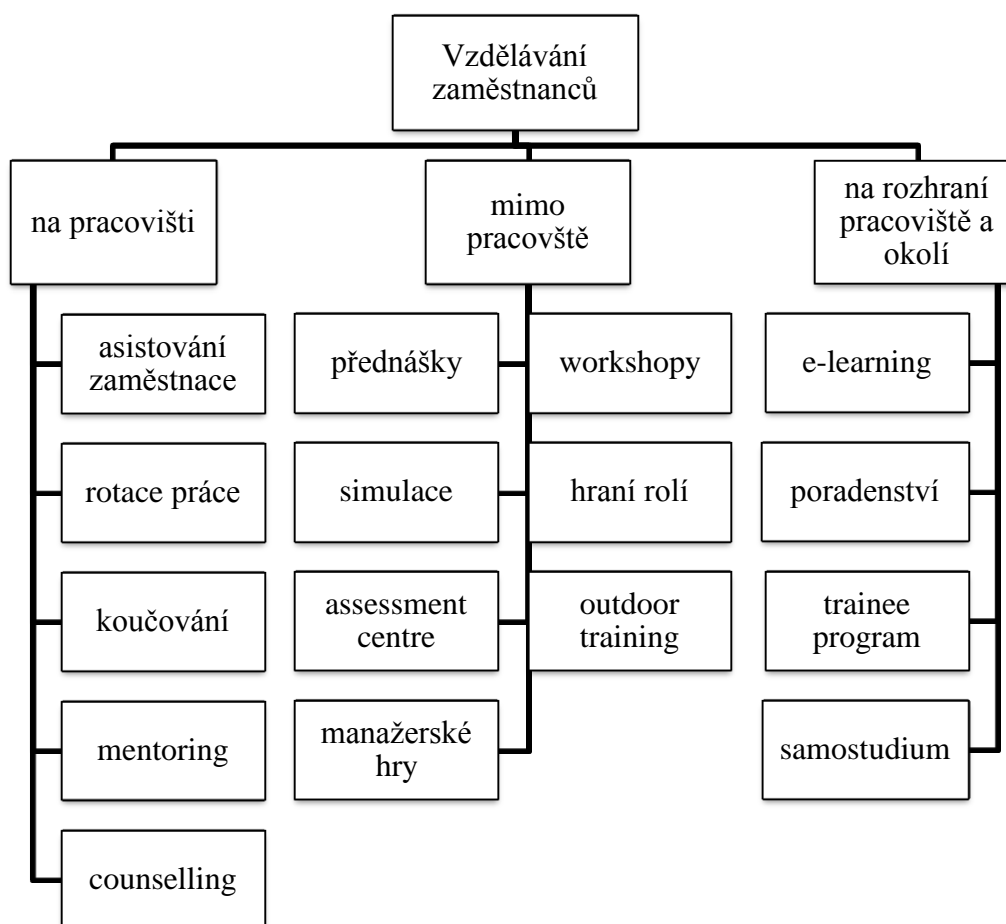 Vzdělávání
zaměstnanců
na pracovišti
mimo
pracovště
na rozhraní
pracoviště a
okolí
asistování
zaměstnace
rotace práce
koučování
mentoring
counselling
přednášky
workshopy
simulace
hraní rolí
assessment
centre
outdoor
training
manažerské
hry
e-learning
poradenství
trainee
program
samostudium